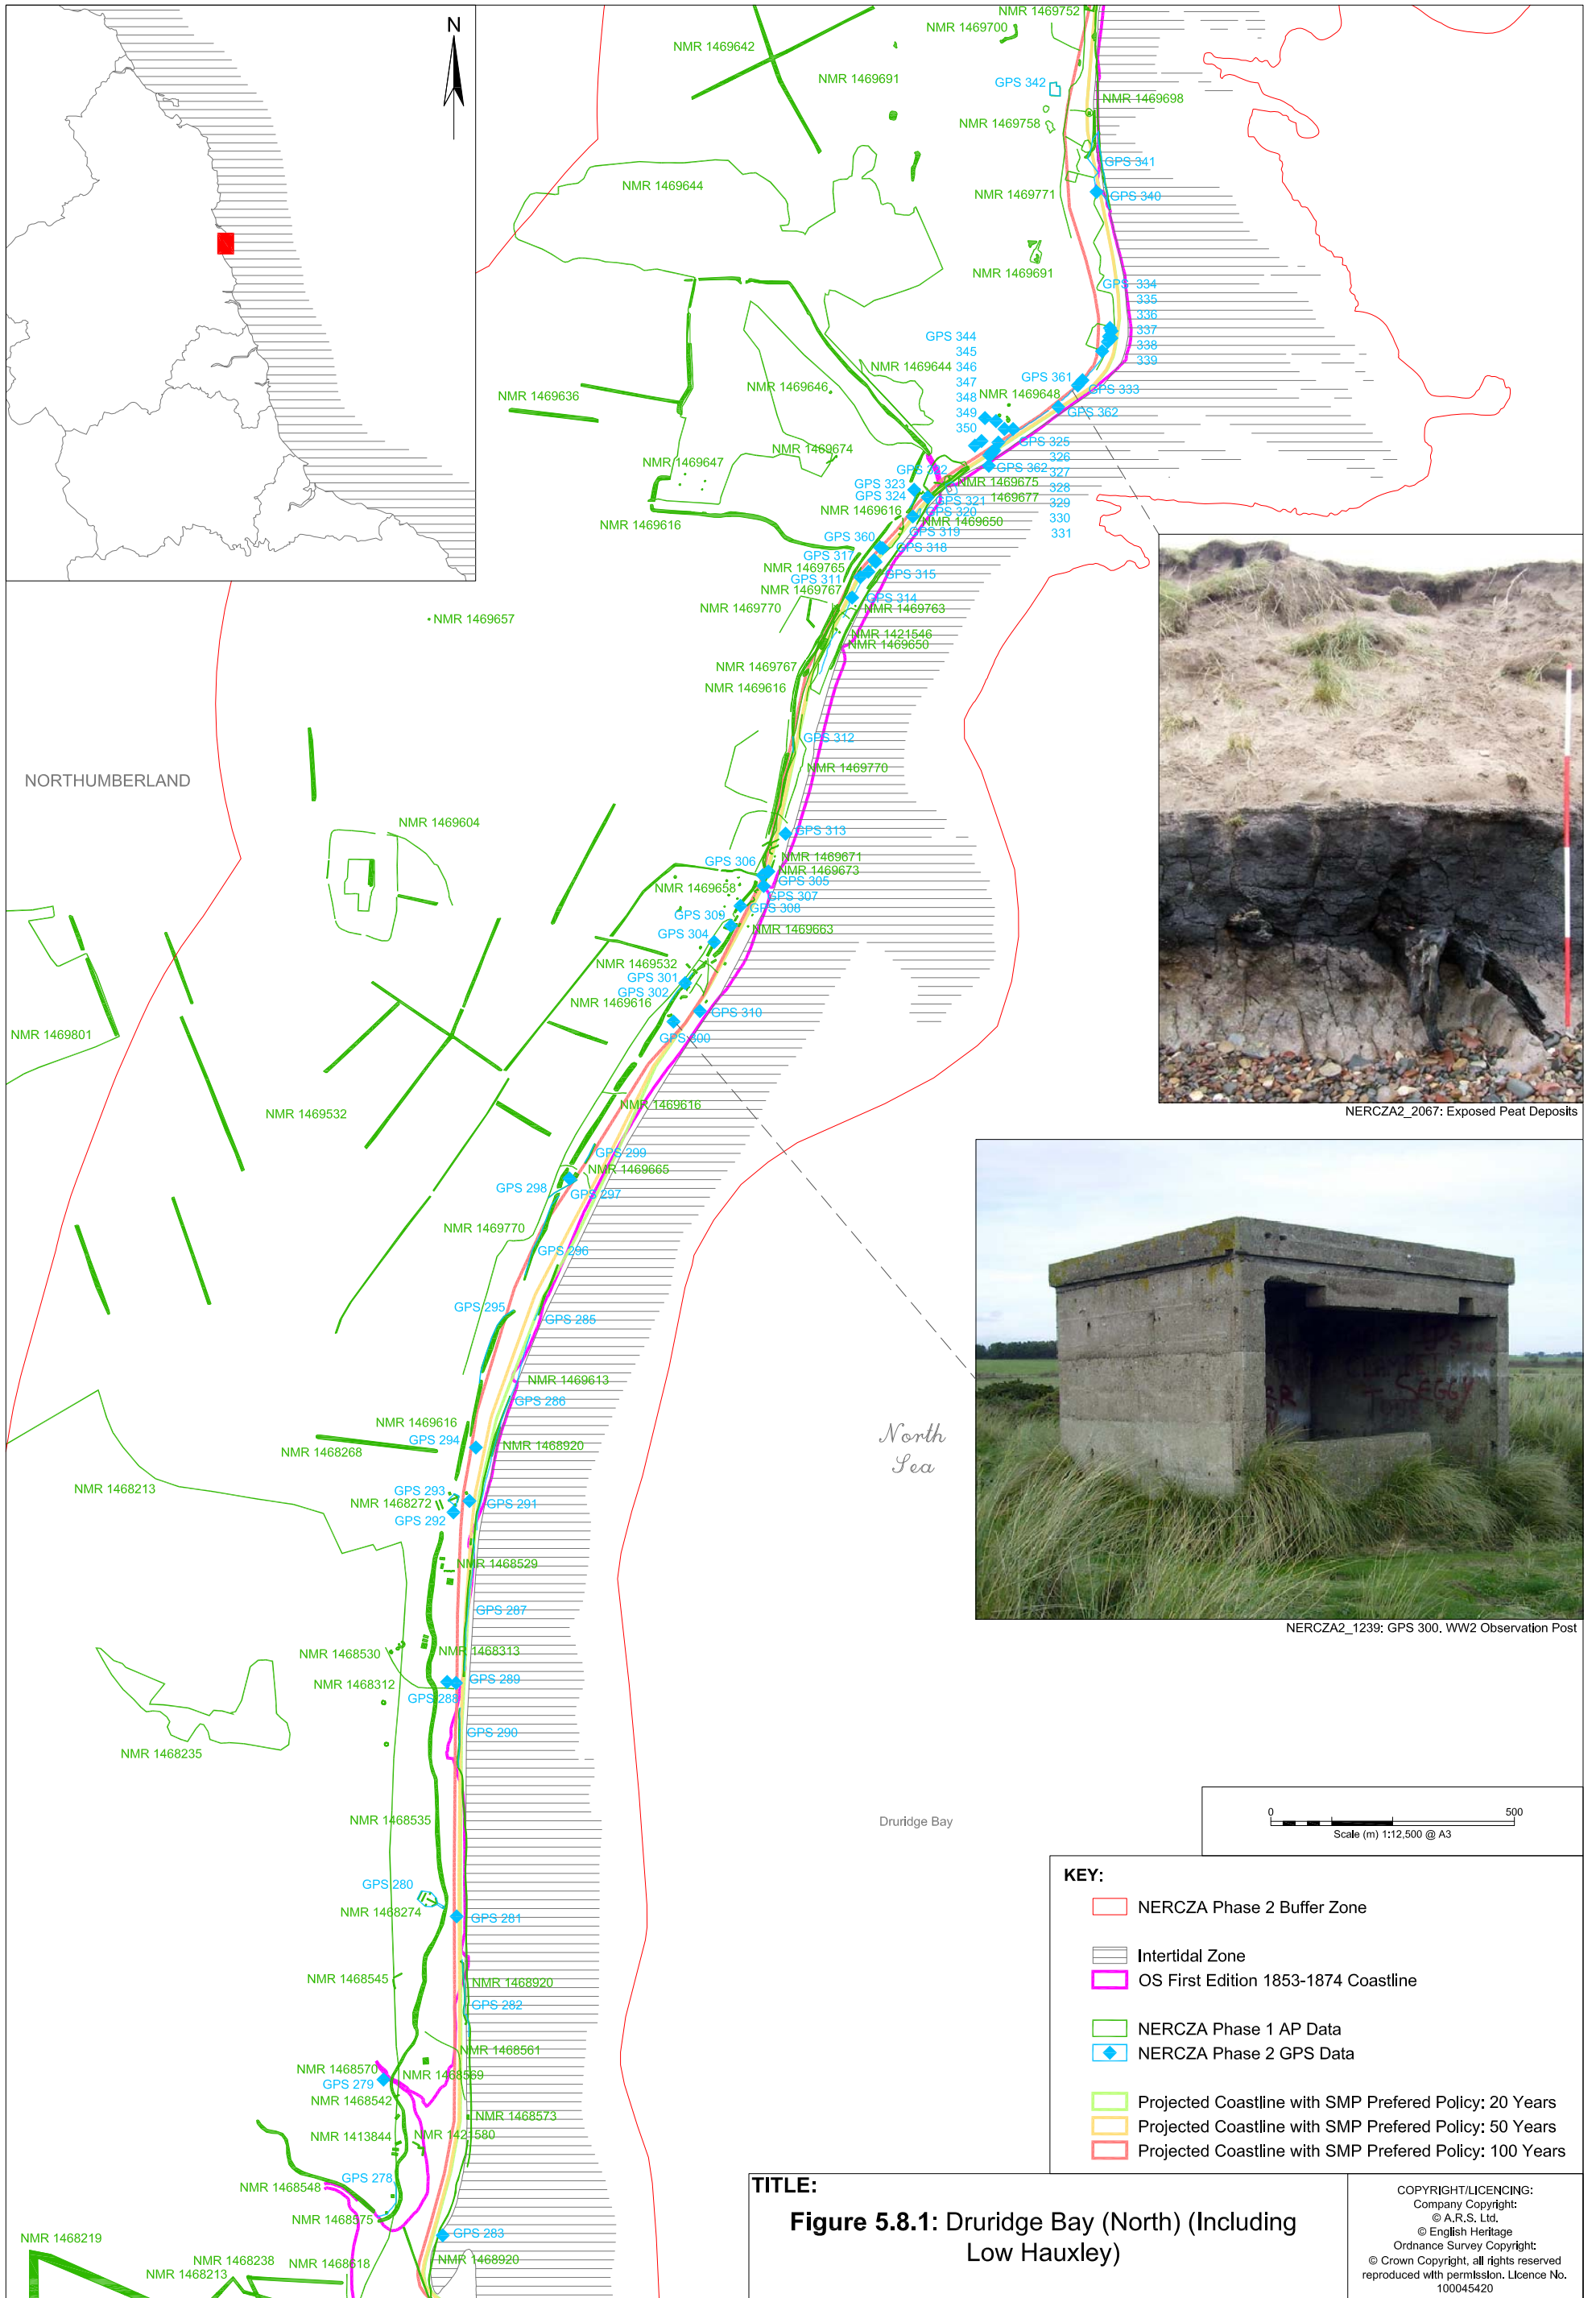 N
NMR 1469752
NMR 1469700
NMR 1469642
NMR 1469691
GPS 342
NMR 1469698
NMR 1469758
GPS 341
NMR 1469644
NMR 1469771
GPS 340
NMR 1469691
GPS 334
335
336
337
338
339
GPS 344
345
346
347
348
349
350
NMR 1469644
GPS 361
GPS 333
NMR 1469646
NMR 1469648
NMR 1469636
GPS 362
GPS 325
326
327
328
329
330
331
NMR 1469674
NMR 1469647
GPS 322
GPS 362
GPS 323
GPS 324
NMR 1469675
1469677
GPS 321
GPS 320
NMR 1469616
NMR 1469650
GPS 319
NMR 1469616
GPS 360
GPS 318
GPS 317
NMR 1469765
GPS 315
GPS 311
NMR 1469767
GPS 314
NMR 1469770
NMR 1469763
NMR 1469657
NMR 1421546
NMR 1469650
NMR 1469767
NMR 1469616
GPS 312
NMR 1469770
NORTHUMBERLAND
NMR 1469604
GPS 313
NMR 1469671
GPS 306
NMR 1469673
GPS 305
NMR 1469658
GPS 307
GPS 308
GPS 309
NMR 1469663
GPS 304
NMR 1469532
GPS 301
GPS 302
NMR 1469616
GPS 310
GPS 300
NMR 1469801
NMR 1469532
NMR 1469616
NERCZA2_2067: Exposed Peat Deposits
GPS 299
NMR 1469665
GPS 298
GPS 297
NMR 1469770
GPS 296
GPS 295
GPS 285
NMR 1469613
GPS 286
SEGGY
NMR 1469616
GPS 294
NMR 1468268
NMR 1468920
North
Sea
NMR 1468213
GPS 293
NMR 1468272
GPS 291
GPS 292
NMR 1468529
GPS 287
NERCZA2_1239: GPS 300, WW2 Observation Post
NMR 1468530
NMR 1468313
NMR 1468312
GPS 289
GPS 288
GPS 290
NMR 1468235
NMR 1468535
Druridge Bay
0 500
Scale (m) 1:12,500 @ A3
GPS 280
NMR 1468274
GPS 281
NMR 1468545
NMR 1468920
GPS 282
NMR 1468561
NMR 1468570
NMR 1468569
GPS 279
NMR 1468542
NMR 1468573
NMR 1413844
NMR 1421580
GPS 278
NMR 1468548
NMR 1468575
GPS 283
NMR 1468219
NMR 1468238
NMR 1468618
NMR 1468920
NMR 1468213
KEY:
NERCZA Phase 2 Buffer Zone
Intertidal Zone
OS First Edition 1853-1874 Coastline
NERCZA Phase 1 AP Data
NERCZA Phase 2 GPS Data
Projected Coastline with SMP Prefered Policy: 20 Years
Projected Coastline with SMP Prefered Policy: 50 Years
Projected Coastline with SMP Prefered Policy: 100 Years
TITLE:
Figure 5.8.1: Druridge Bay (North) (Including
Low Hauxley)
COPYRIGHT/LICENCING:
Company Copyright:
© A.R.S. Ltd.
© English Heritage
Ordnance Survey Copyright:
© Crown Copyright, all rights reserved
reproduced with permission. Licence No.
100045420